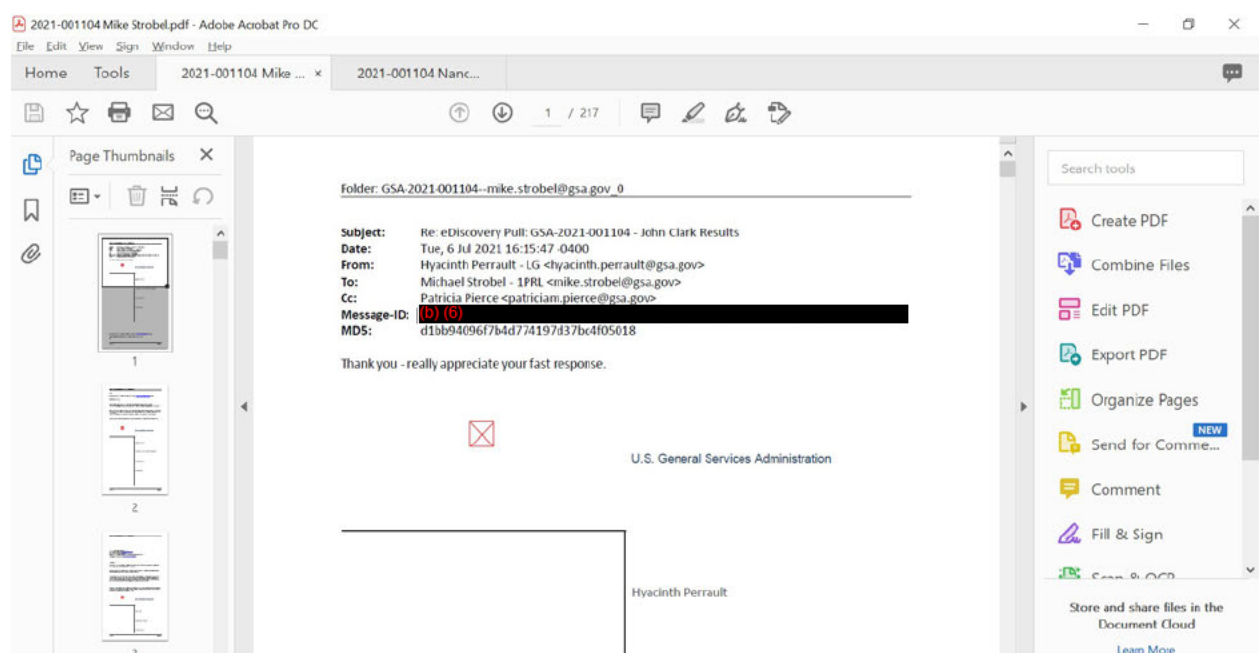 2021-001104 Mike Strobel.pdf - Adobe Acrobat Pro DC
File Edit View Sign Window Help
Home Tools 2021-001104 Mike ... × 2021-001104 Nanc...
1 / 217
Page Thumbnails
Search tools
Folder: GSA-2021-001104--mike.strobel@gsa.gov_0
Subject: Re: eDiscovery Pull: GSA-2021-001104 - John Clark Results
Date: Tue, 6 Jul 2021 16:15:47 -0400
From: Hyacinth Perrault - LG <hyacinth.perrault@gsa.gov>
To: Michael Strobel - 1PRL <mike.strobel@gsa.gov>
Cc: Patricia Pierce <patriciam.pierce@gsa.gov>
Message-ID: (b) (6)
MD5: d1bb94096f7b4d774197d37bc4f05018
Thank you - really appreciate your fast response.
U.S. General Services Administration
Hyacinth Perrault
1
2
3
Create PDF
Combine Files
Edit PDF
Export PDF
Organize Pages
NEW
Send for Comme...
Comment
Fill & Sign
Scan & OCR
Store and share files in the
Document Cloud
Learn More